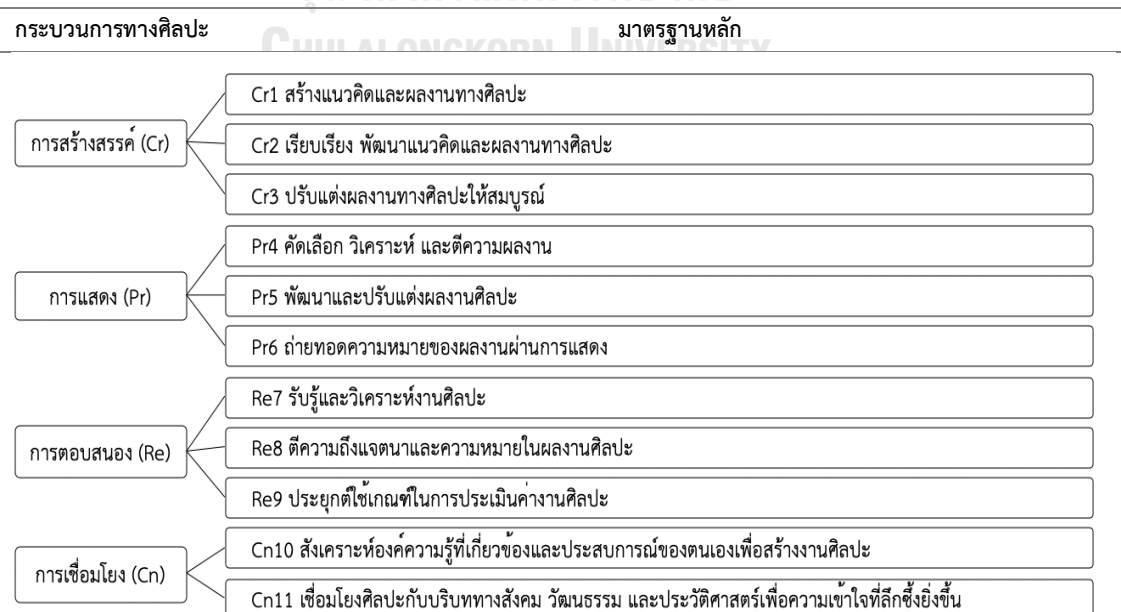 CHULALONGKORN UNIVERSITY
กระบวนการทางศิลปะ มาตรฐานหลัก
การสร้างสรรค์ (Cr)
Cr1 สร้างแนวคิดและผลงานทางศิลปะ
Cr2 เรียบเรียง พัฒนาแนวคิดและผลงานทางศิลปะ
Cr3 ปรับแต่งผลงานทางศิลปะให้สมบูรณ์
การแสดง (Pr)
Pr4 คัดเลือก วิเคราะห์ และตีความผลงาน
Pr5 พัฒนาและปรับแต่งผลงานศิลปะ
Pr6 ถ่ายทอดความหมายของผลงานผ่านการแสดง
การตอบสนอง (Re)
Re7 รับรู้และวิเคราะห์งานศิลปะ
Re8 ตีความถึงแจตนาและความหมายในผลงานศิลปะ
Re9 ประยุกต์ใช้เกณฑ์ในการประเมินค่างานศิลปะ
การเชื่อมโยง (Cn)
Cn10 สังเคราะห์องค์ความรู้ที่เกี่ยวข้องและประสบการณ์ของตนเองเพื่อสร้างงานศิลปะ
Cn11 เชื่อมโยงศิลปะกับบริบททางสังคม วัฒนธรรม และประวัติศาสตร์เพื่อความเข้าใจที่ลึกซึ้งยิ่งขึ้น